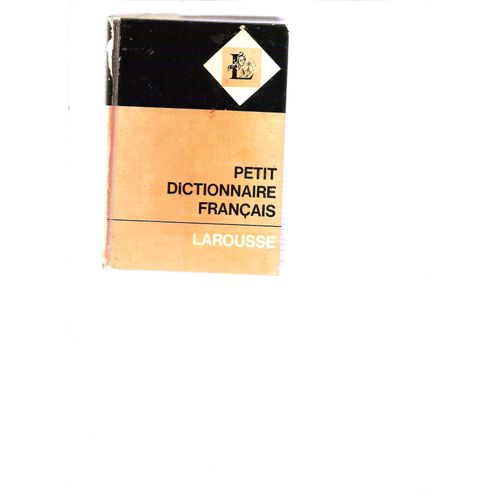 L
PETIT
DICTIONNAIRE
FRANÇAIS
LAROUSSE